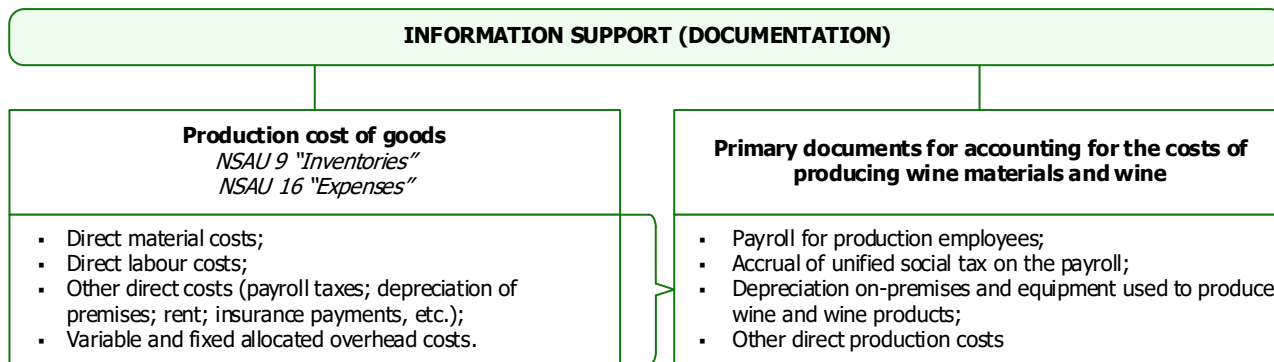 INFORMATION SUPPORT (DOCUMENTATION)
Production cost of goods
NSAU 9 “Inventories”
NSAU 16 “Expenses”
▪ Direct material costs;
▪ Direct labour costs;
▪ Other direct costs (payroll taxes; depreciation of
premises; rent; insurance payments, etc.);
▪ Variable and fixed allocated overhead costs.
Primary documents for accounting for the costs of
producing wine materials and wine
▪ Payroll for production employees;
▪ Accrual of unified social tax on the payroll;
▪ Depreciation on-premises and equipment used to produce
wine and wine products;
▪ Other direct production costs